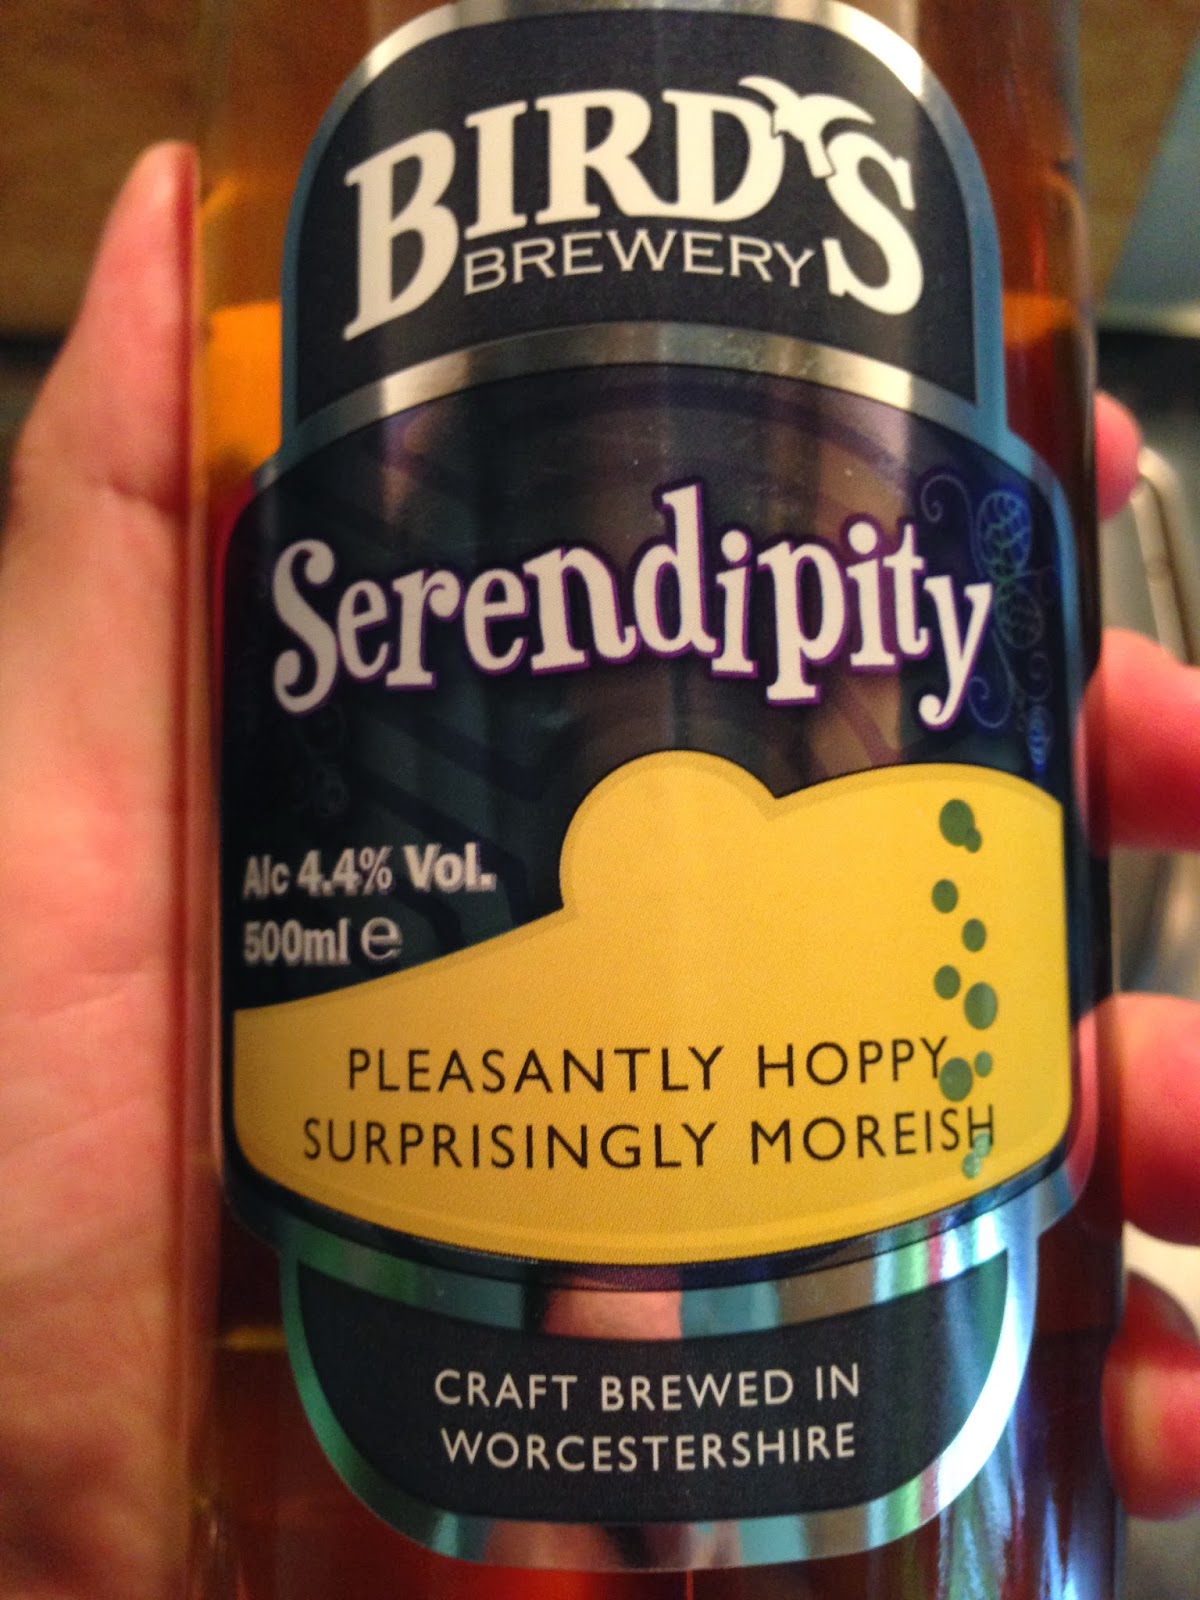 BIRD'S
BREWERY
Serendipity
Alc 4.4% Vol.
500ml e
PLEASANTLY HOPPY
SURPRISINGLY MOREISH
CRAFT BREWED IN
WORCESTERSHIRE